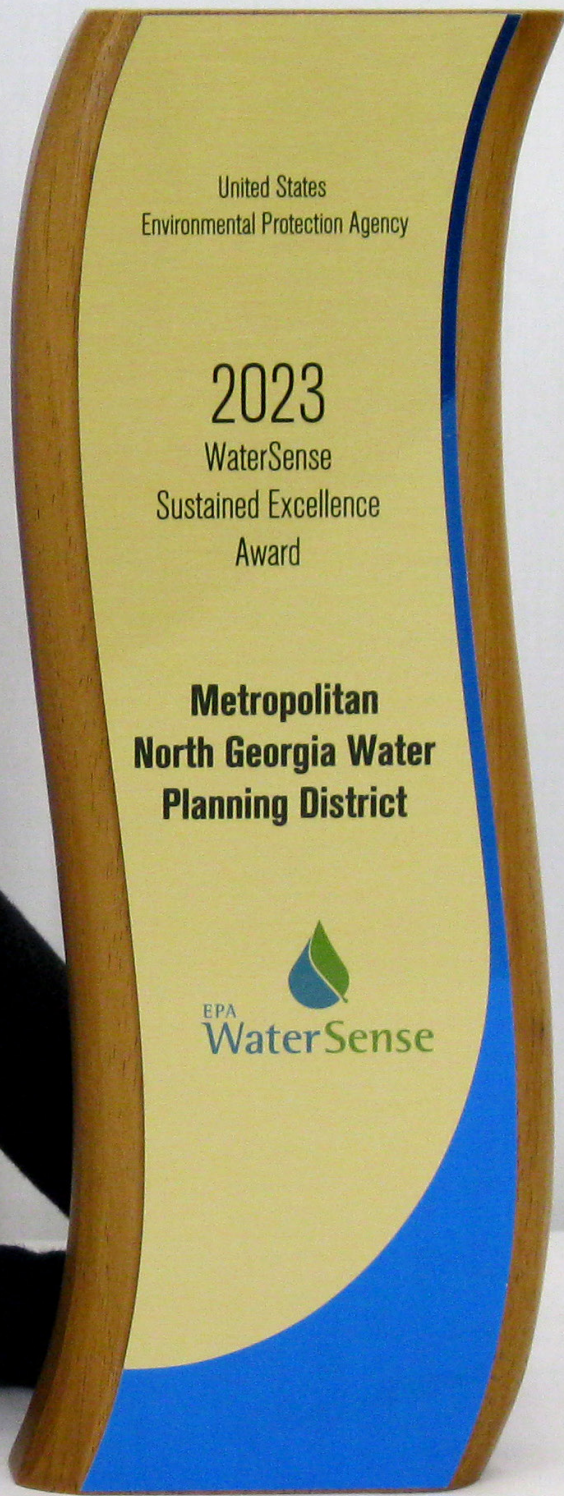 United States
Environmental Protection Agency
2023
WaterSense
Sustained Excellence
Award
Metropolitan
North Georgia Water
Planning District
EPA
WaterSense